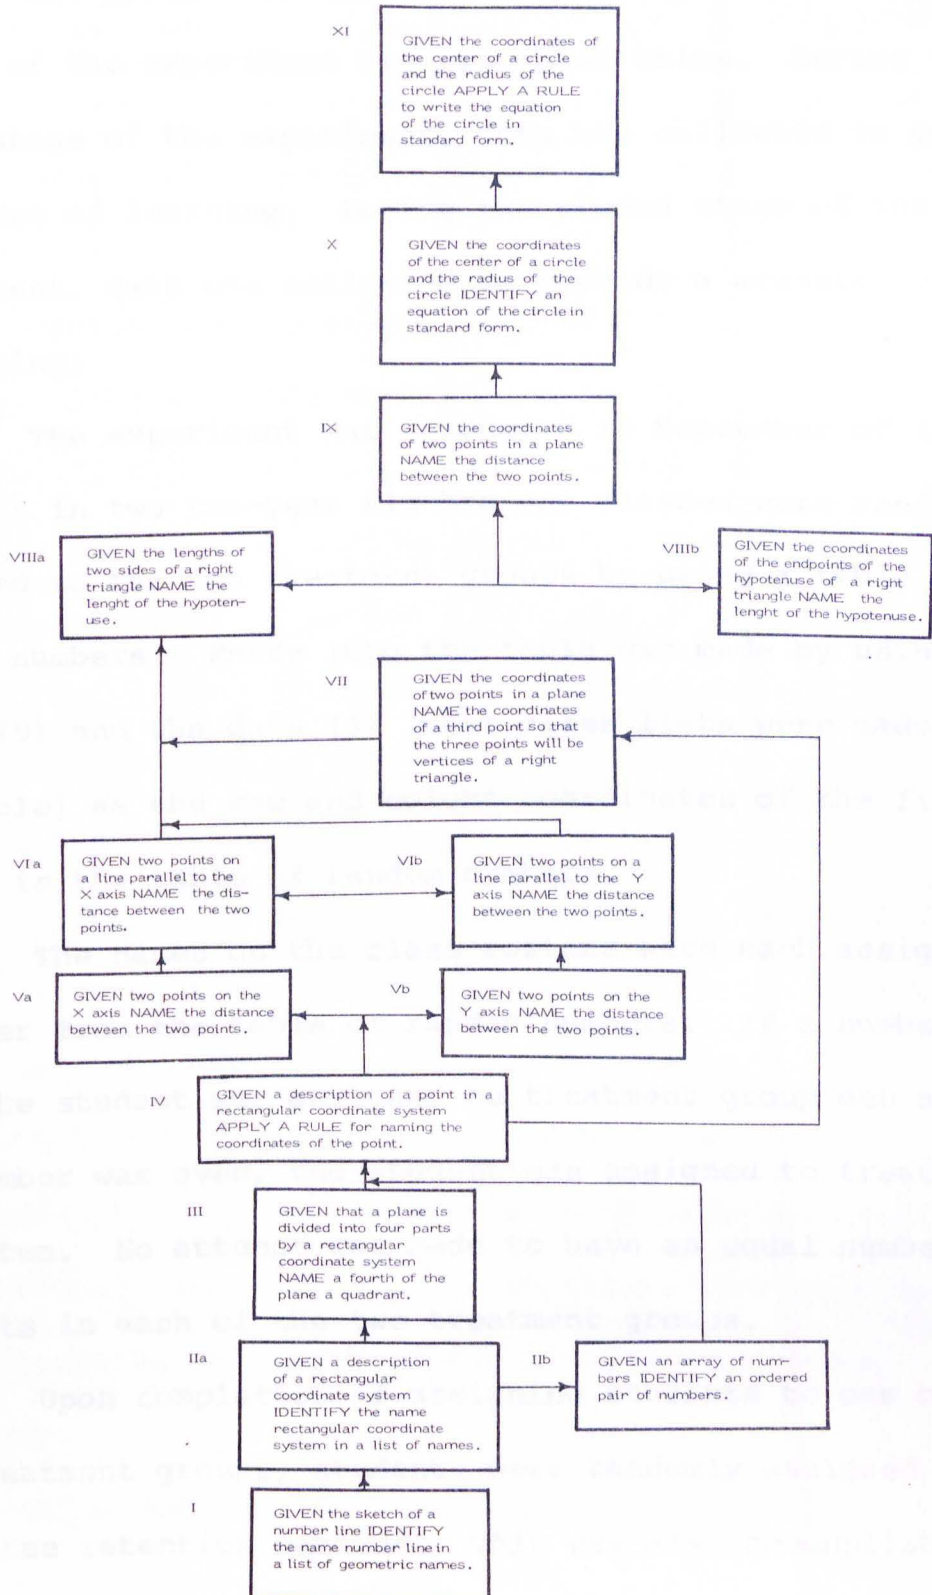 XI
GIVEN the coordinates of
the center of a circle
and the radius of the
circle APPLY A RULE
to write the equation
of the circle in
standard form.
X
GIVEN the coordinates
of the center of a circle
and the radius of the
circle IDENTIFY an
equation of the circle in
standard form.
IX
GIVEN the coordinates
of two points in a plane
NAME the distance
between the two points.
VIIIa
GIVEN the lengths of
two sides of a right
triangle NAME the
lenght of the hypoten-
use.
VIIIb
GIVEN the coordinates
of the endpoints of the
hypotenuse of a right
triangle NAME the
lenght of the hypotenuse.
VII
GIVEN the coordinates
of two points in a plane
NAME the coordinates
of a third point so that
the three points will be
vertices of a right
triangle.
VIa
GIVEN two points on
a line parallel to the
X axis NAME the dis-
tance between the two
points.
VIb
GIVEN two points on a
line parallel to the Y
axis NAME the distance
between the two points.
Va
GIVEN two points on the
X axis NAME the distance
between the two points.
Vb
GIVEN two points on the
Y axis NAME the distance
between the two points.
IV
GIVEN a description of a point in a
rectangular coordinate system
APPLY A RULE for naming the
coordinates of the point.
III
GIVEN that a plane is
divided into four parts
by a rectangular
coordinate system
NAME a fourth of the
plane a quadrant.
IIa
GIVEN a description
of a rectangular
coordinate system
IDENTIFY the name
rectangular coordinate
system in a list of names.
IIb
GIVEN an array of num-
bers IDENTIFY an ordered
pair of numbers.
I
GIVEN the sketch of a
number line IDENTIFY
the name number line in
a list of geometric names.